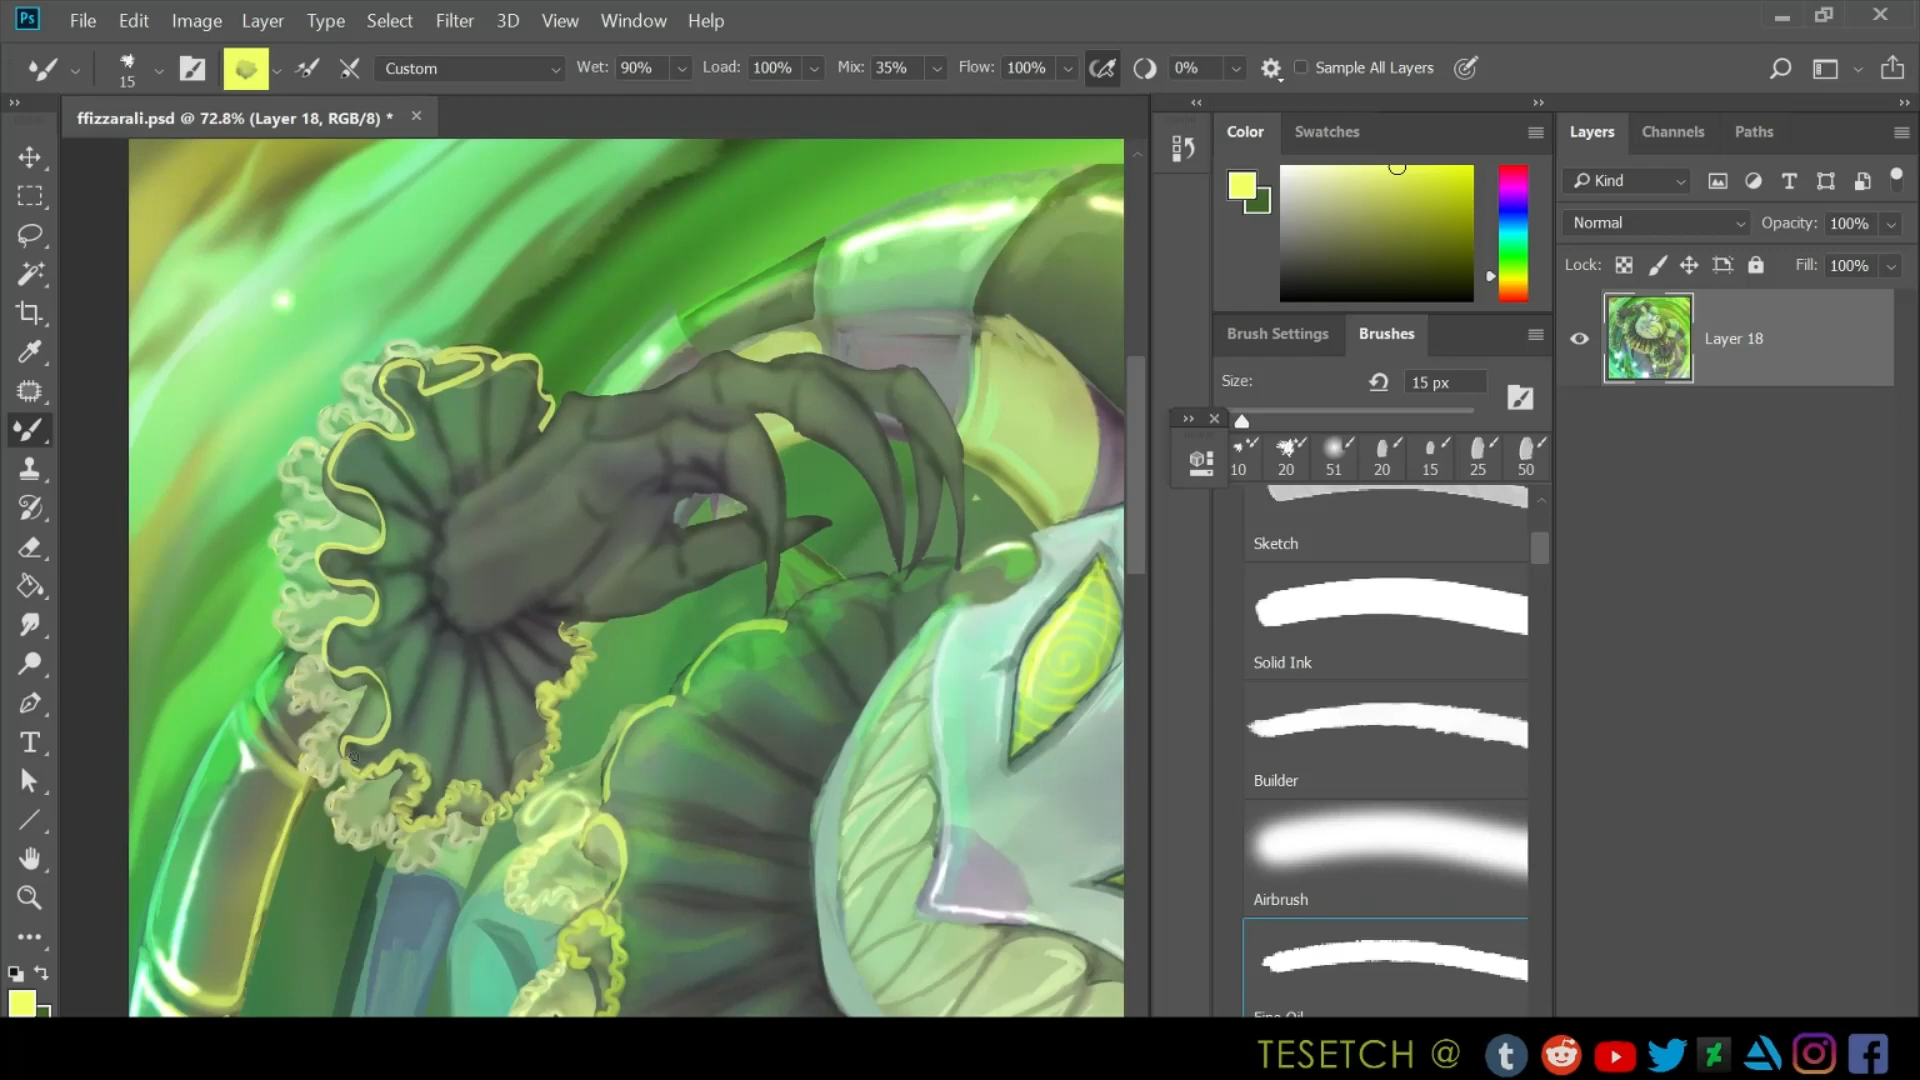 Ps File Edit Image Layer Type Select Filter 3D View Window Help
15 Custom Wet: 90% Load: 100% Mix: 35% Flow: 100% 0% Sample All Layers
ffizzarali.psd @ 72.8% (Layer 18, RGB/8) *
Color Swatches
Layers Channels Paths
Kind
Normal Opacity: 100%
Lock: Fill: 100%
Layer 18
Brush Settings Brushes
Size: 15 px
10 20 51 20 15 25 50
Sketch
Solid Ink
Builder
Airbrush
TESETCH @